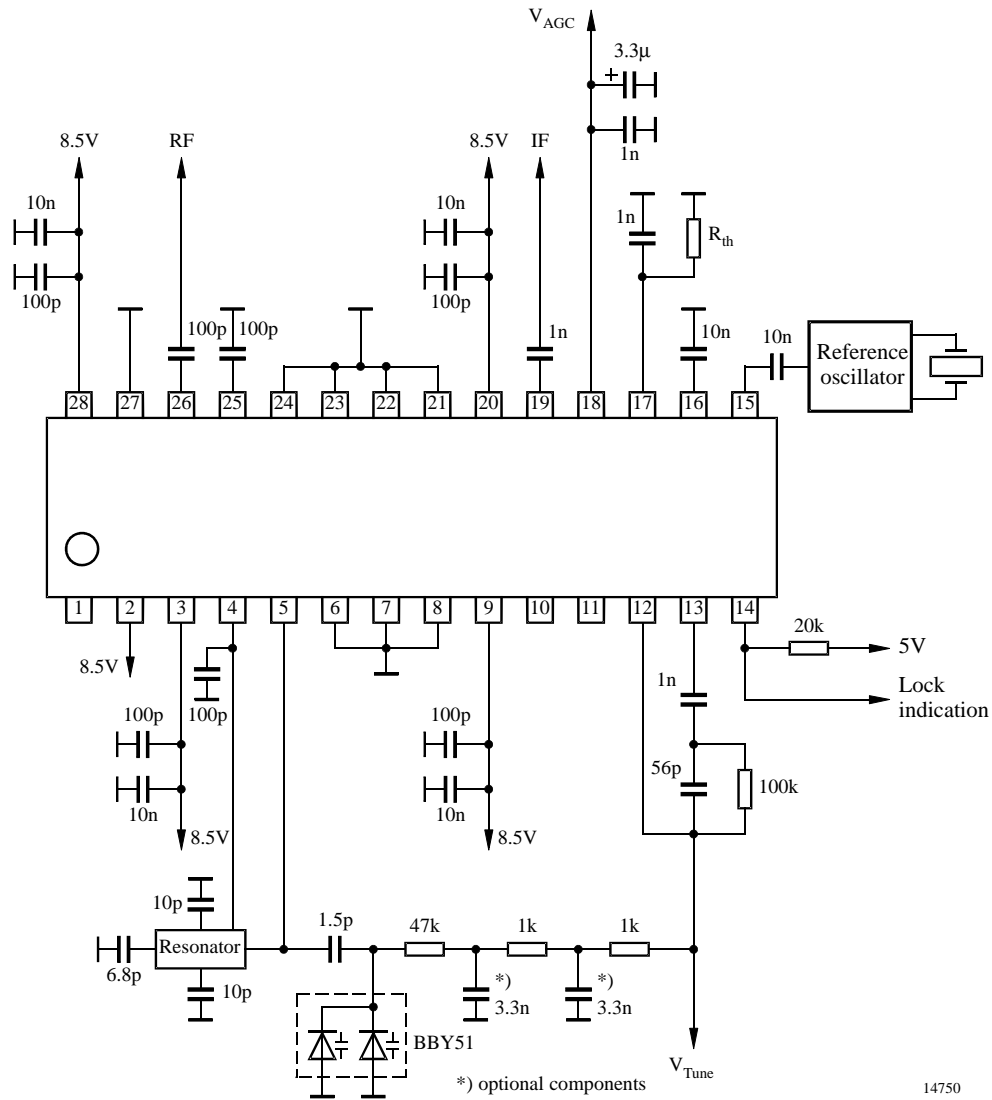 V_AGC
3.3µ
+
8.5V
RF
8.5V
IF
1n
10n
10n
1n
R_th
100p
100p
100p
100p
1n
10n
10n
Reference
oscillator
28
27
26
25
24
23
22
21
20
19
18
17
16
15
1
2
3
4
5
6
7
8
9
10
11
12
13
14
20k
5V
8.5V
Lock
indication
1n
100p
100p
100p
56p
100k
10n
10n
8.5V
8.5V
10p
1.5p
47k
1k
1k
Resonator
6.8p
10p
*)
3.3n
*)
3.3n
BBY51
V_Tune
*) optional components
14750